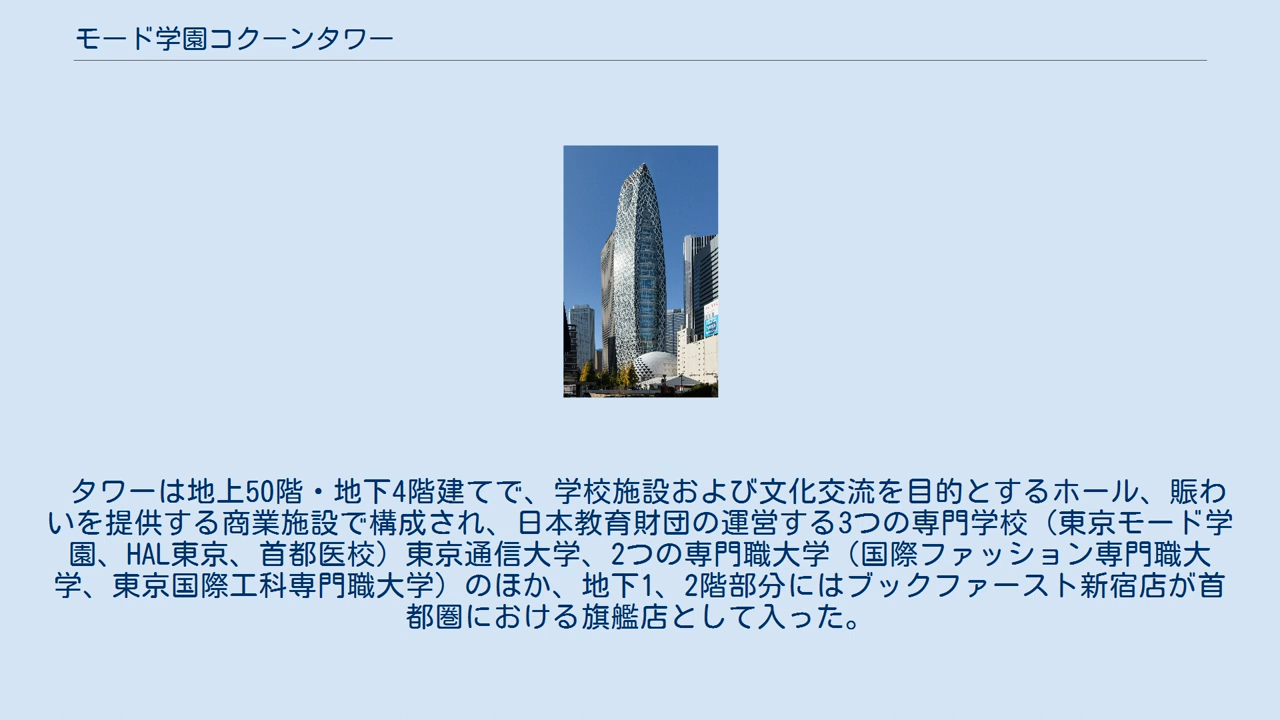 モード学園コクーンタワー
タワーは地上50階・地下4階建てで、学校施設および文化交流を目的とするホール、賑わ
いを提供する商業施設で構成され、日本教育財団の運営する3つの専門学校（東京モード学
園、HAL東京、首都医校）東京通信大学、2つの専門職大学（国際ファッション専門職大
学、東京国際工科専門職大学）のほか、地下1、2階部分にはブックファースト新宿店が首
都圏における旗艦店として入った。